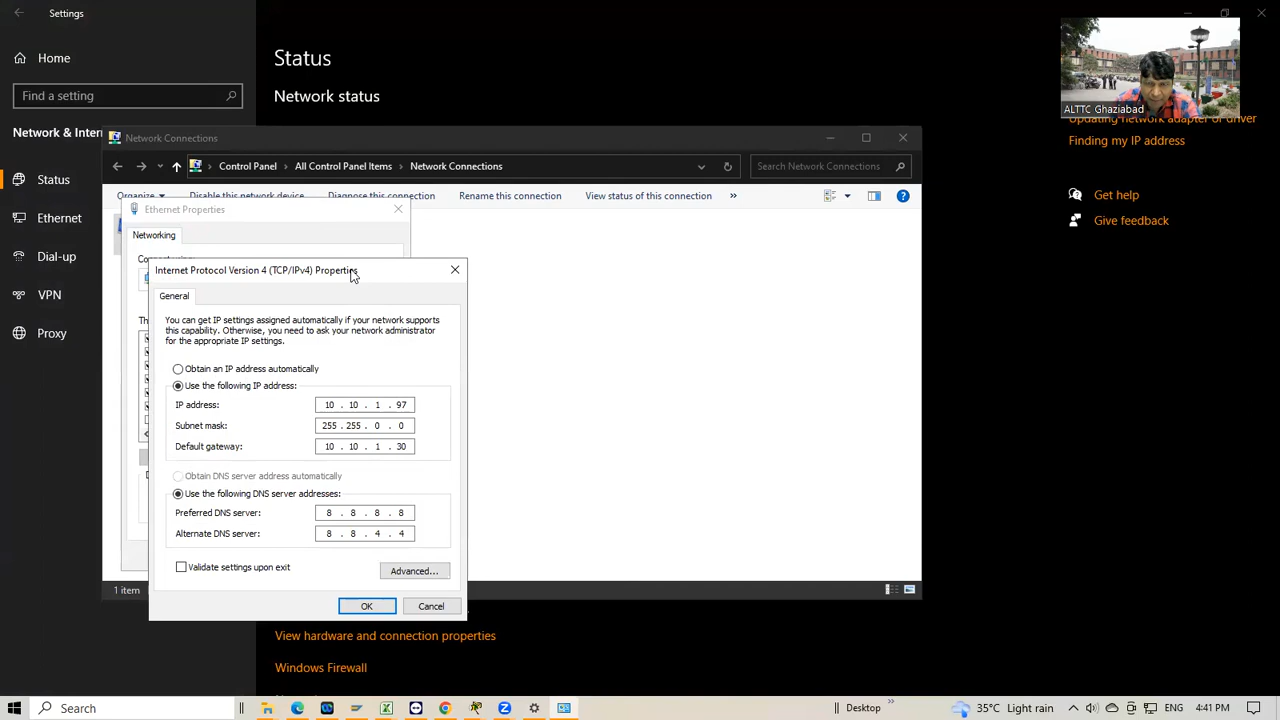 Settings
Home
Find a setting
Network & Inter
Status
Ethernet
Dial-up
VPN
Proxy
Status
Network status
ALTTC Ghaziabad
Updating network adapter or driver
Finding my IP address
Get help
Give feedback
Network Connections
Control Panel > All Control Panel Items > Network Connections
Search Network Connections
Organize Disable this network device Diagnose this connection Rename this connection View status of this connection »
Ethernet Properties
Networking
Internet Protocol Version 4 (TCP/IPv4) Properties
General
You can get IP settings assigned automatically if your network supports
this capability. Otherwise, you need to ask your network administrator
for the appropriate IP settings.
Obtain an IP address automatically
Use the following IP address:
IP address: 10 . 10 . 1 . 97
Subnet mask: 255 . 255 . 0 . 0
Default gateway: 10 . 10 . 1 . 30
Obtain DNS server address automatically
Use the following DNS server addresses:
Preferred DNS server: 8 . 8 . 8 . 8
Alternate DNS server: 8 . 8 . 4 . 4
Validate settings upon exit
Advanced...
OK Cancel
1 item
View hardware and connection properties
Windows Firewall
Search
Desktop » 35°C Light rain ENG 4:41 PM